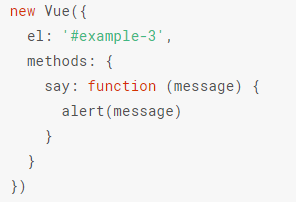 new Vue({
  el: '#example-3',
  methods: {
    say: function (message) {
      alert(message)
    }
  }
})